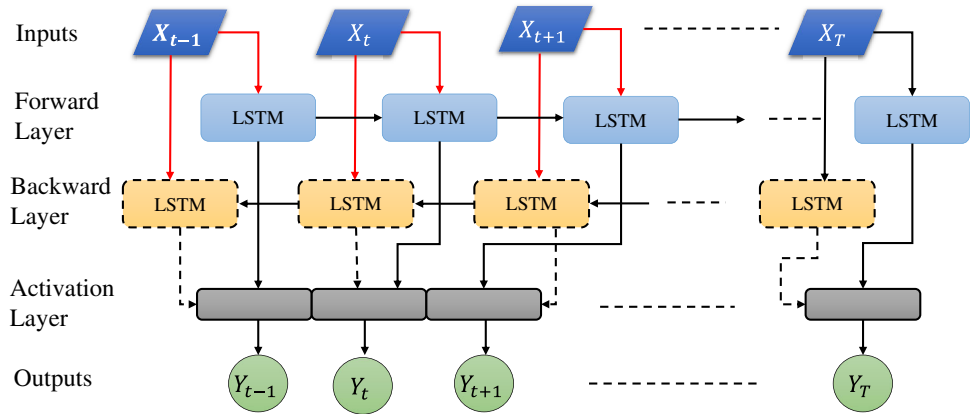 Inputs
X_{t−1}
X_t
X_{t+1}
X_T
Forward
Layer
LSTM
LSTM
LSTM
LSTM
Backward
Layer
LSTM
LSTM
LSTM
LSTM
Activation
Layer
Outputs
Y_{t−1}
Y_t
Y_{t+1}
Y_T